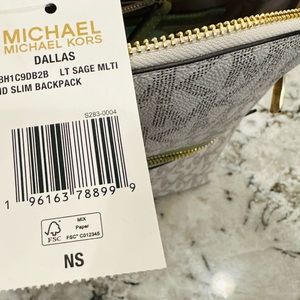 MICHAEL
MICHAEL KORS
DALLAS
BH1C9DB2B LT SAGE MLTI
ND SLIM BACKPACK
S283-0004
1 96163 78899 9
FSC
MIX
Paper
FSC® C012345
NS